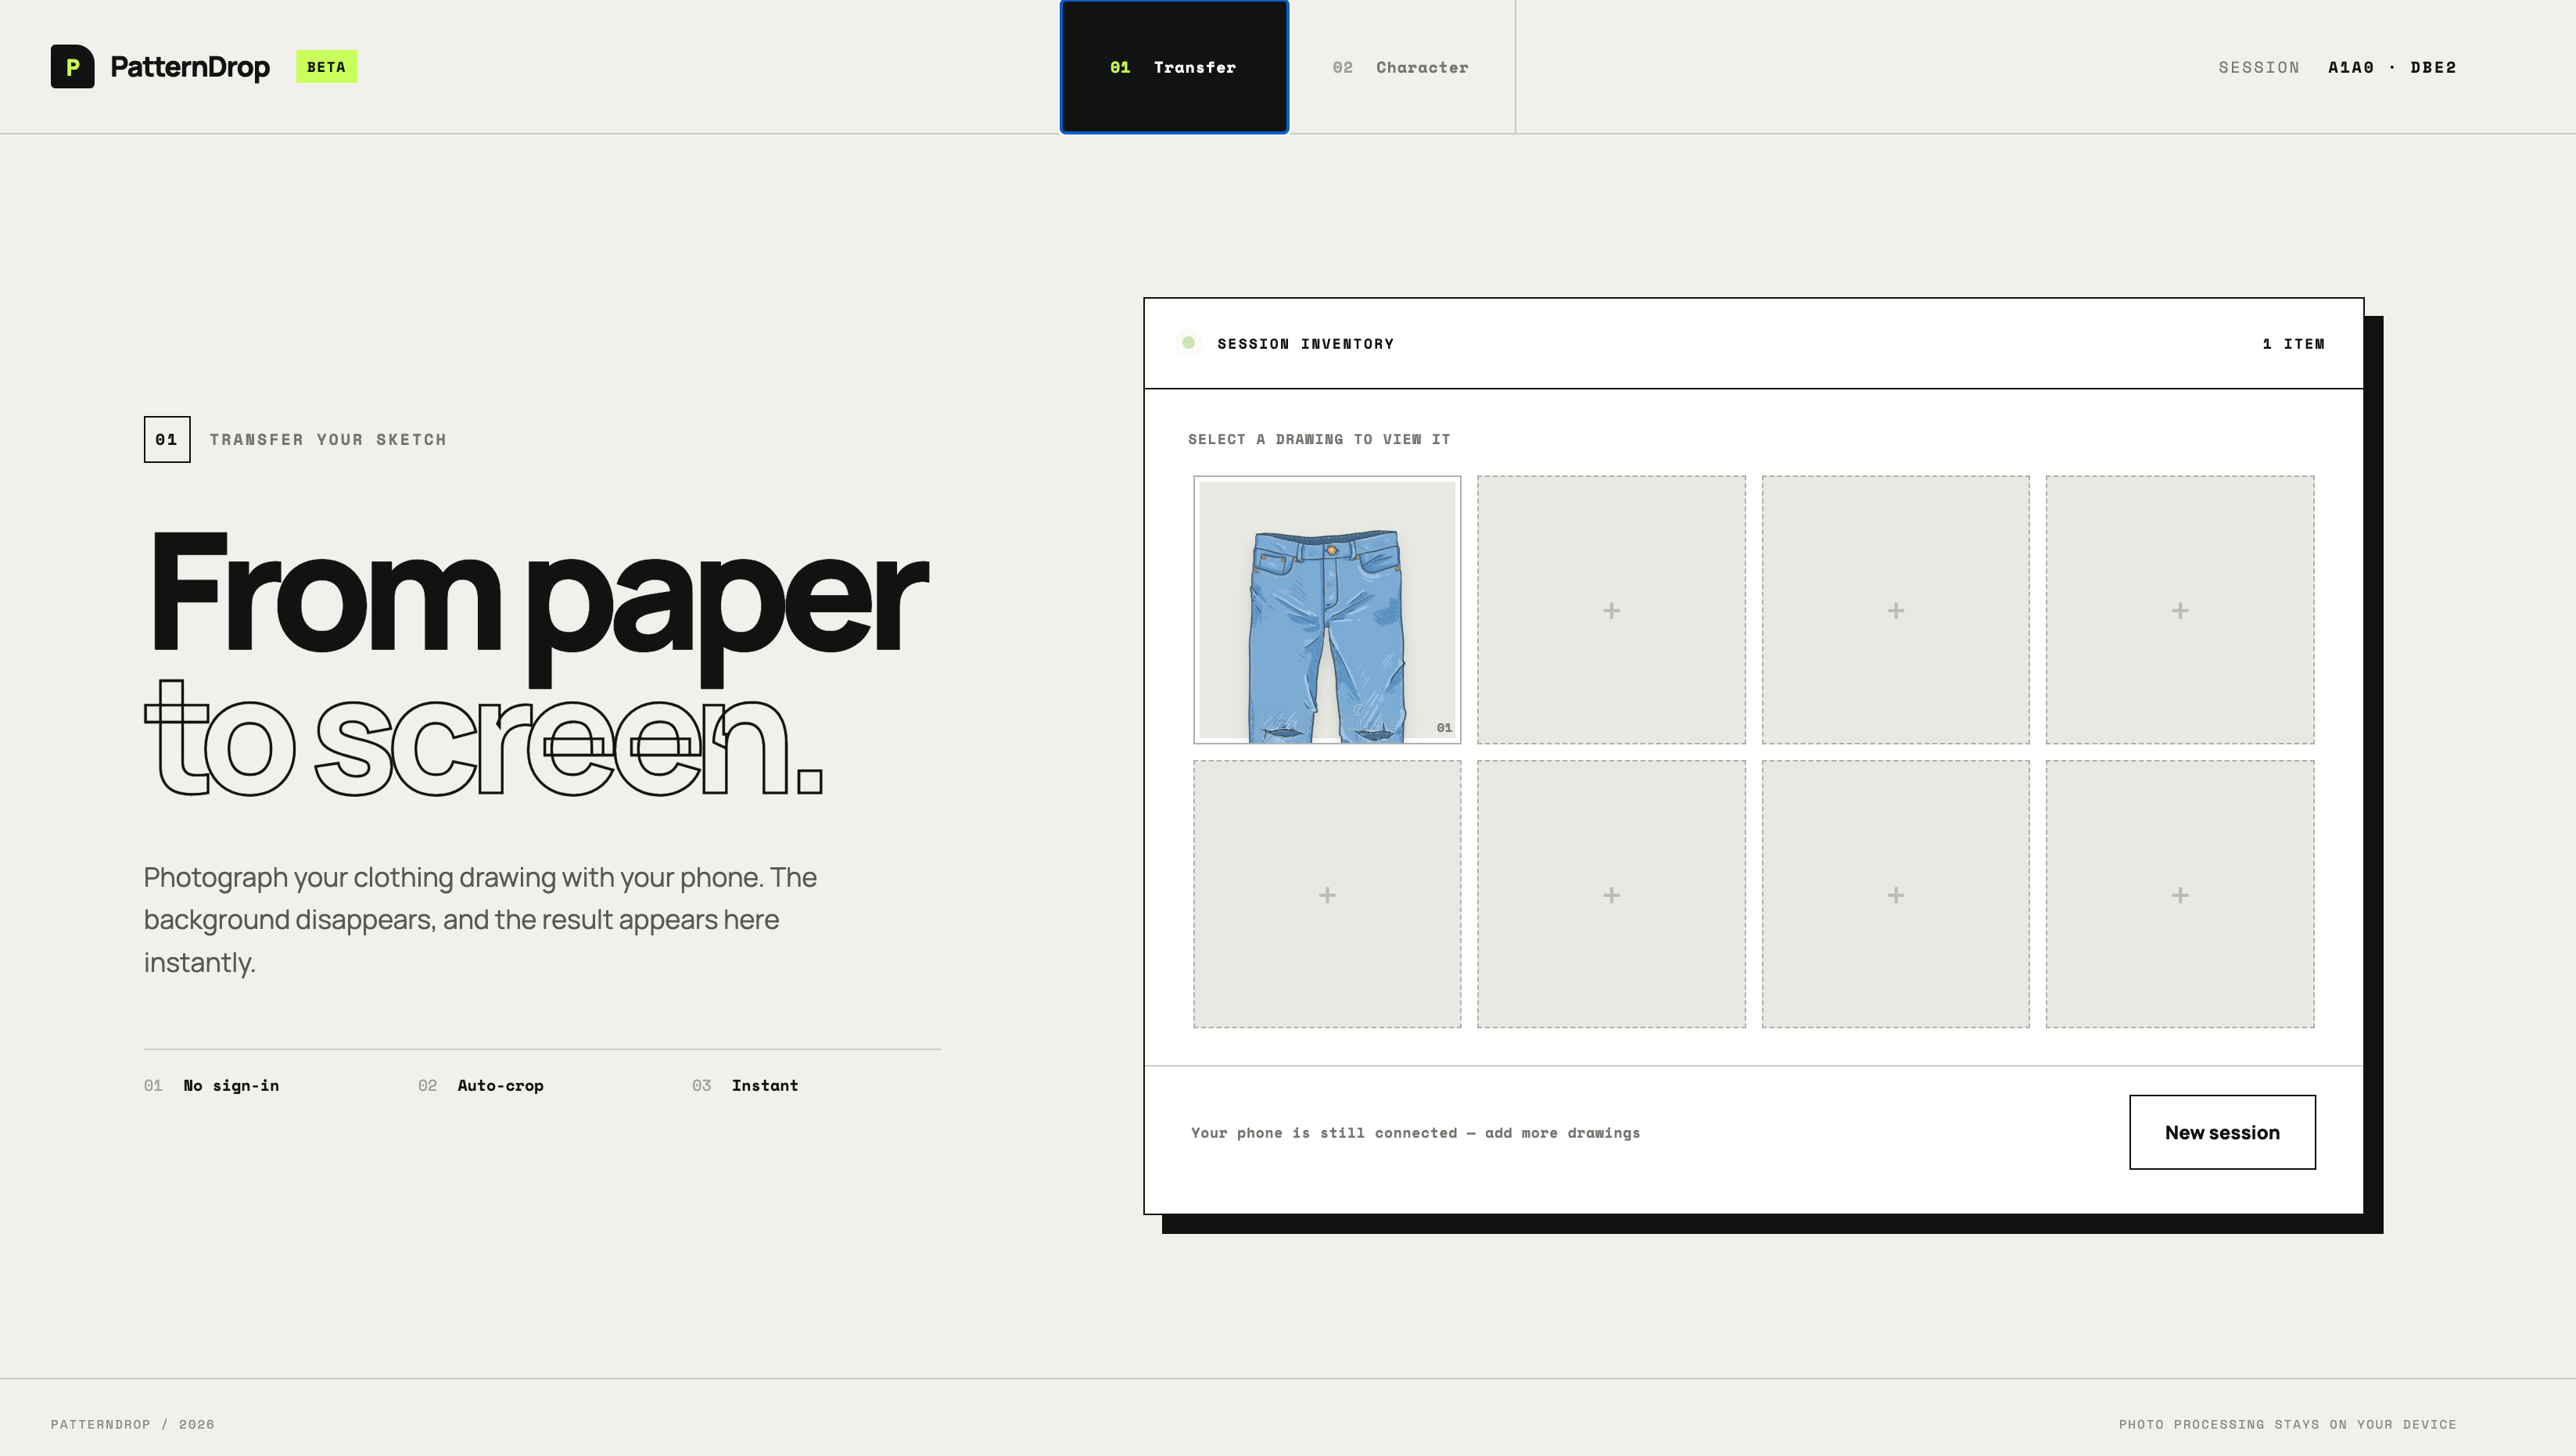 P
PatternDrop
BETA
01 Transfer
02 Character
SESSION A1A0 · DBE2
01
TRANSFER YOUR SKETCH
From paper
to screen.
Photograph your clothing drawing with your phone. The
background disappears, and the result appears here
instantly.
01 No sign-in
02 Auto-crop
03 Instant
SESSION INVENTORY
1 ITEM
SELECT A DRAWING TO VIEW IT
01
+
+
+
+
+
+
+
Your phone is still connected — add more drawings
New session
PATTERNDROP / 2026
PHOTO PROCESSING STAYS ON YOUR DEVICE